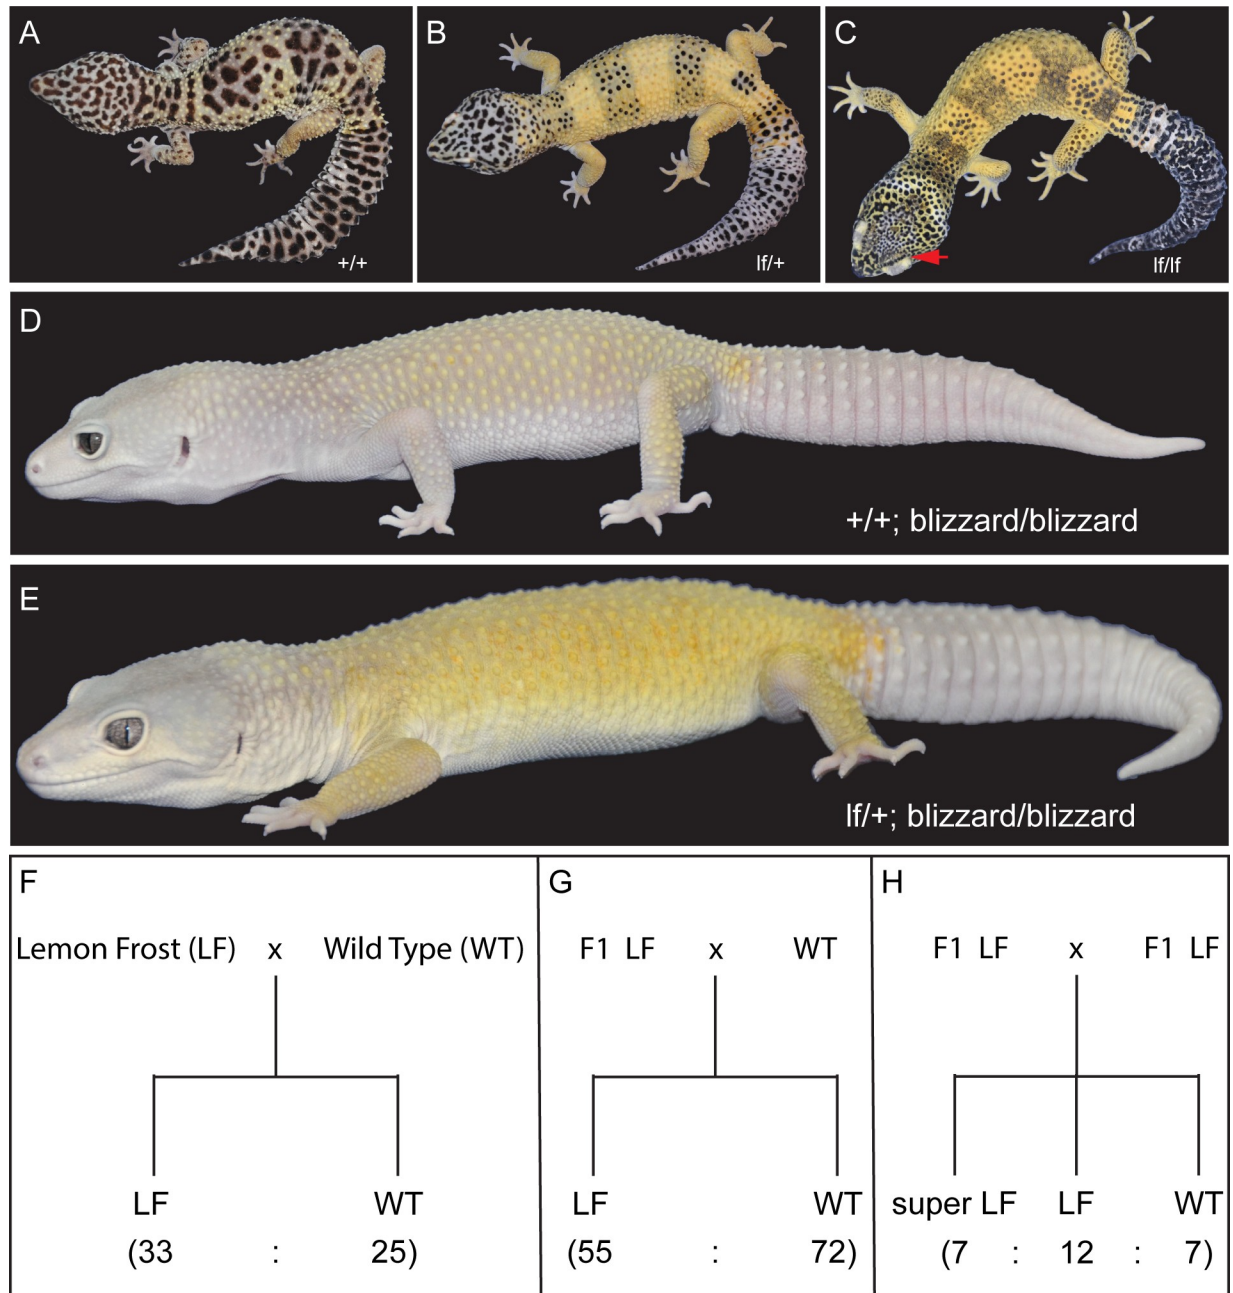 A
+/+
B
lf/+
C
lf/lf
D
+/+; blizzard/blizzard
E
lf/+; blizzard/blizzard
F
Lemon Frost (LF) x Wild Type (WT)
LF WT
(33 : 25)
G
F1 LF x WT
LF WT
(55 : 72)
H
F1 LF x F1 LF
super LF LF WT
(7 : 12 : 7)